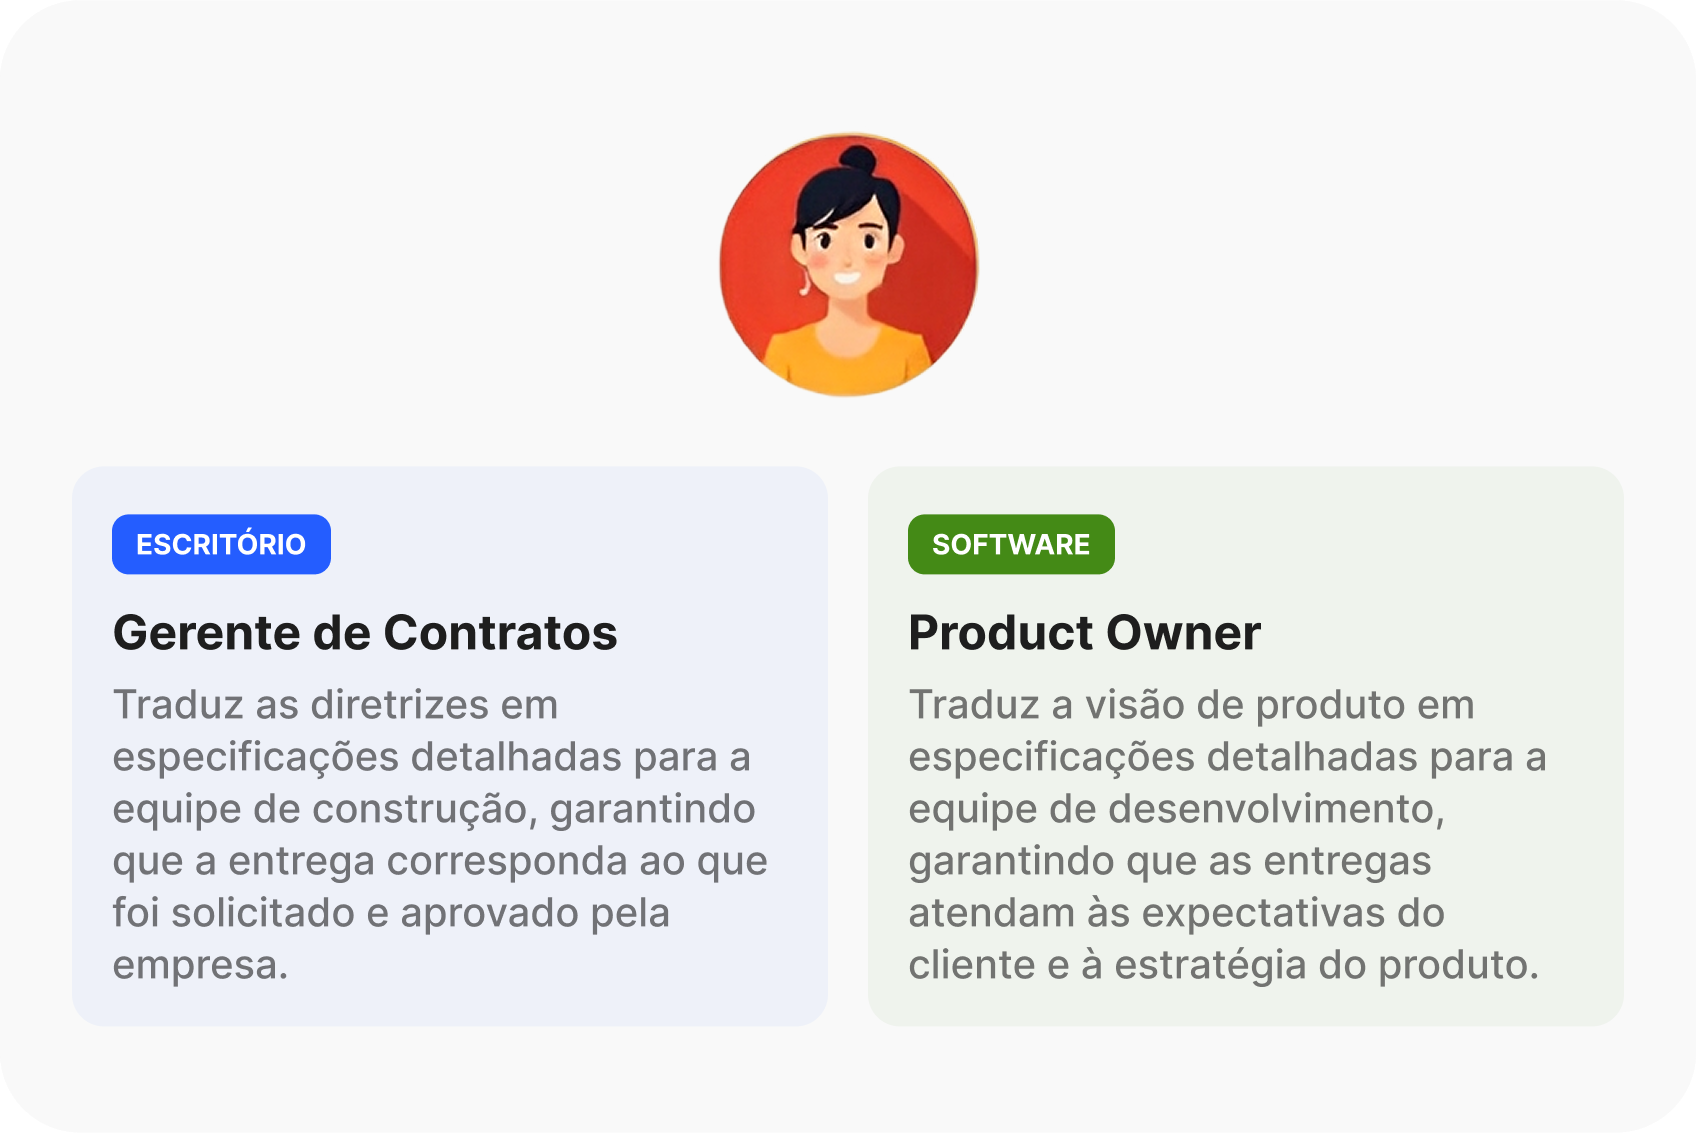 ESCRITÓRIO
Gerente de Contratos
Traduz as diretrizes em
especificações detalhadas para a
equipe de construção, garantindo
que a entrega corresponda ao que
foi solicitado e aprovado pela
empresa.
SOFTWARE
Product Owner
Traduz a visão de produto em
especificações detalhadas para a
equipe de desenvolvimento,
garantindo que as entregas
atendam às expectativas do
cliente e à estratégia do produto.